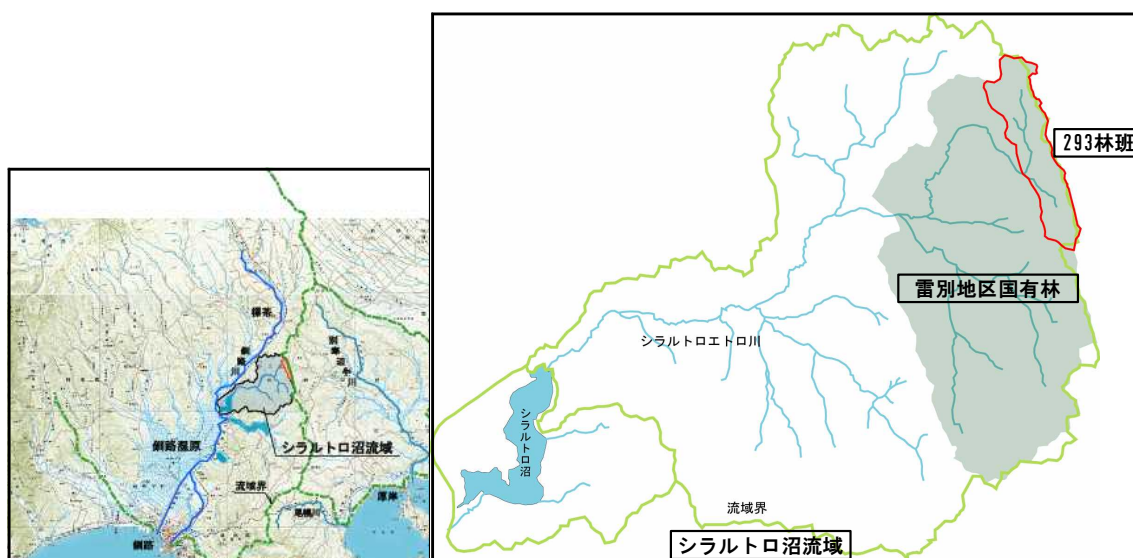 標茶
釧路川
別寒辺牛川
シラルトロ沼流域
釧路湿原
流域界
厚岸
尾幌川
釧路
293林班
雷別地区国有林
シラルトロエトロ川
シラルトロ沼
流域界
シラルトロ沼流域